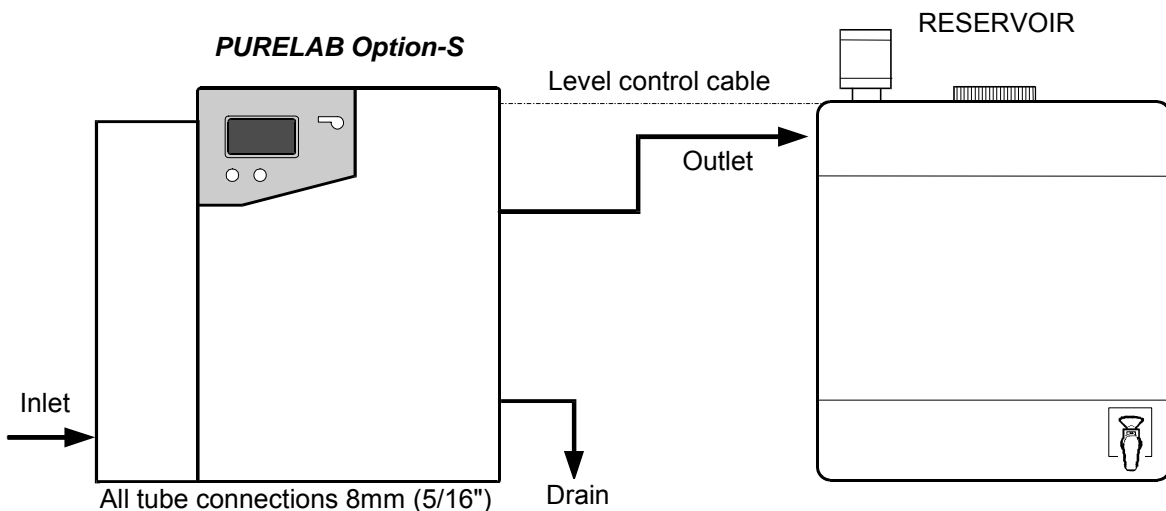 RESERVOIR
PURELAB Option-S
Level control cable
Outlet
Inlet
Drain
All tube connections 8mm (5/16")